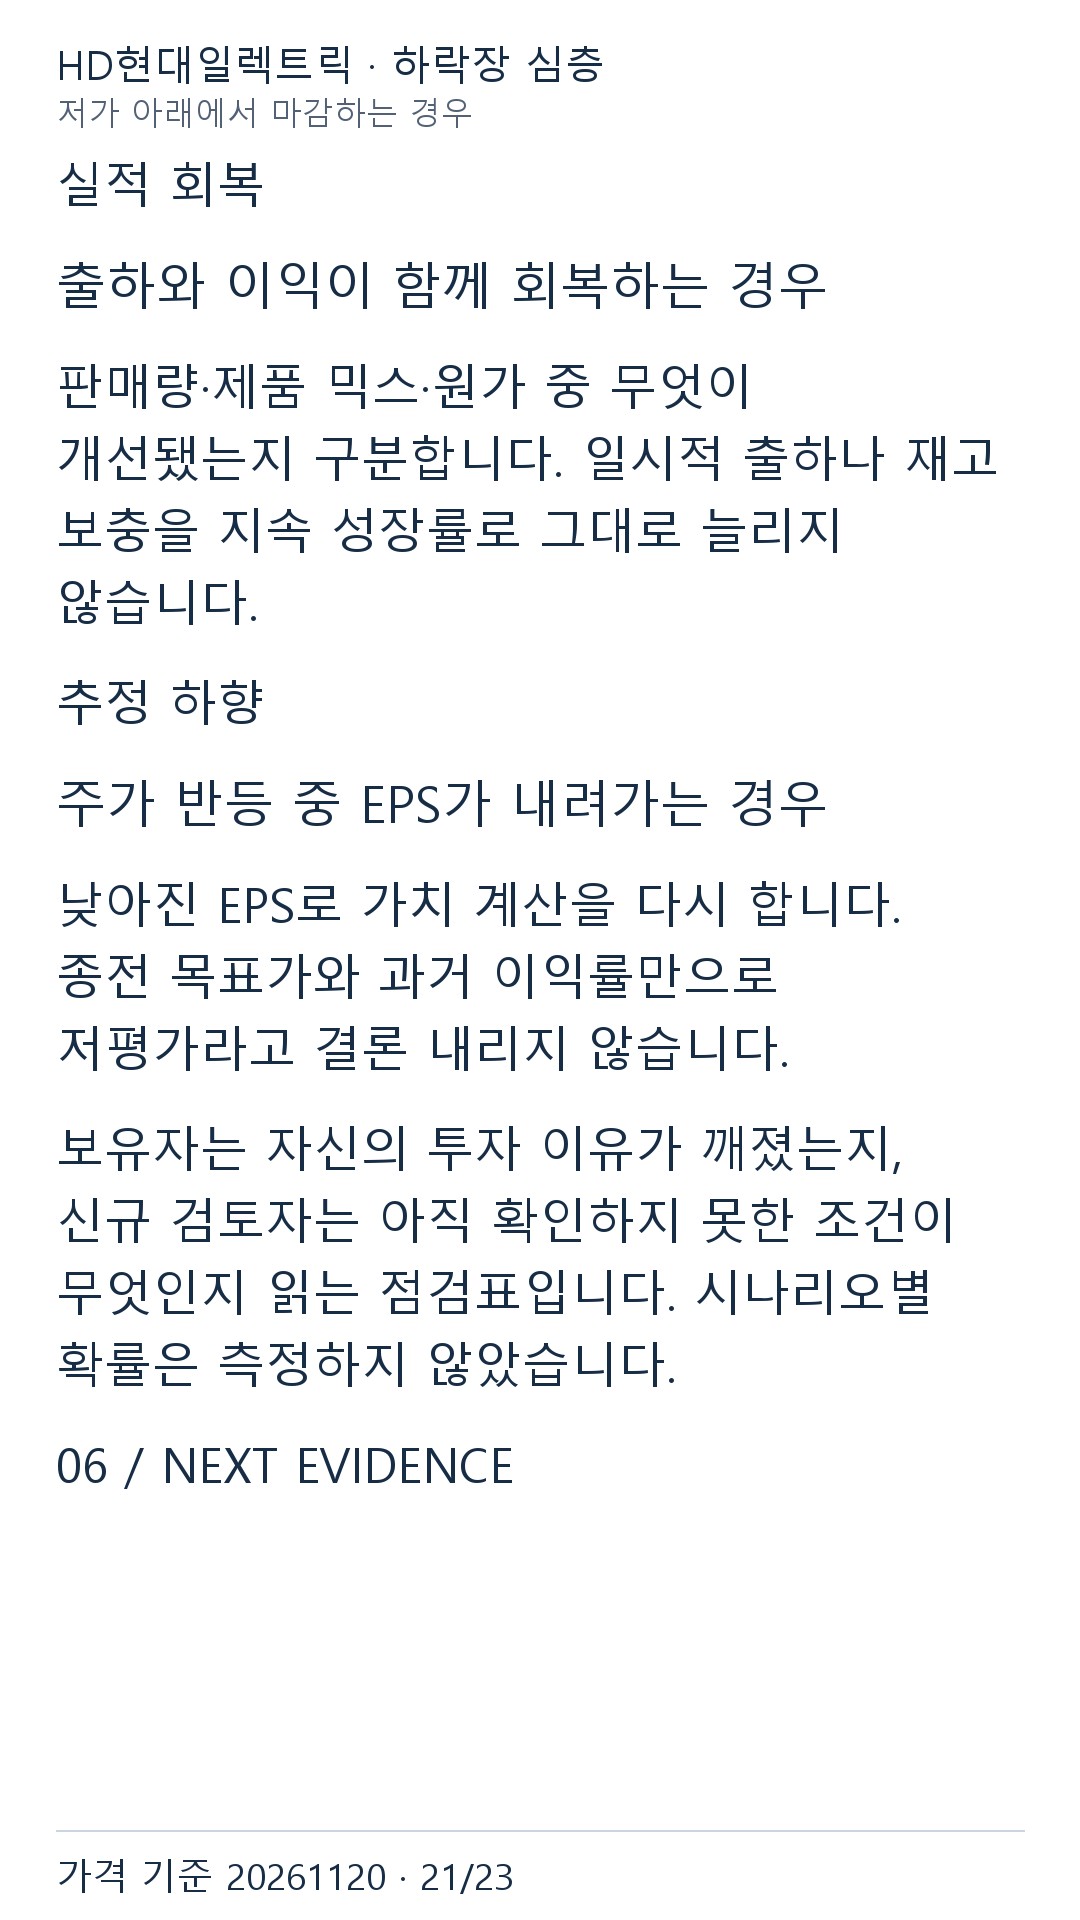 HD현대일렉트릭 · 하락장 심층
저가 아래에서 마감하는 경우
실적 회복
출하와 이익이 함께 회복하는 경우
판매량·제품 믹스·원가 중 무엇이
개선됐는지 구분합니다. 일시적 출하나 재고
보충을 지속 성장률로 그대로 늘리지
않습니다.
추정 하향
주가 반등 중 EPS가 내려가는 경우
낮아진 EPS로 가치 계산을 다시 합니다.
종전 목표가와 과거 이익률만으로
저평가라고 결론 내리지 않습니다.
보유자는 자신의 투자 이유가 깨졌는지,
신규 검토자는 아직 확인하지 못한 조건이
무엇인지 읽는 점검표입니다. 시나리오별
확률은 측정하지 않았습니다.
06 / NEXT EVIDENCE
가격 기준 20261120 · 21/23